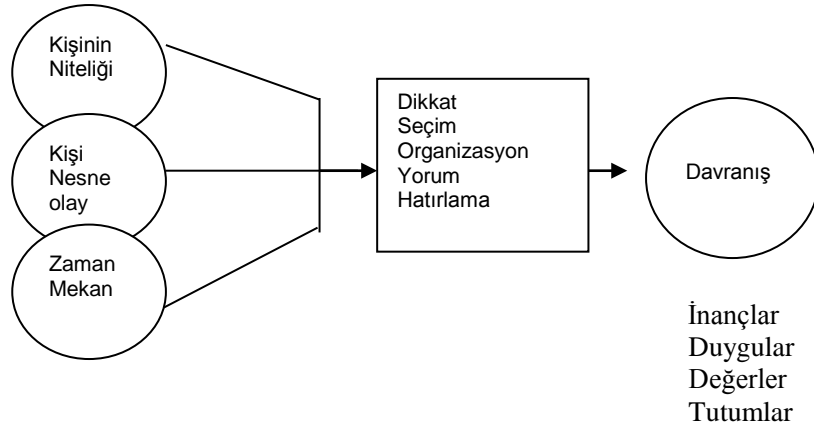 Kişinin
Niteliği
Kişi
Nesne
olay
Zaman
Mekan
Dikkat
Seçim
Organizasyon
Yorum
Hatırlama
Davranış
İnançlar
Duygular
Değerler
Tutumlar